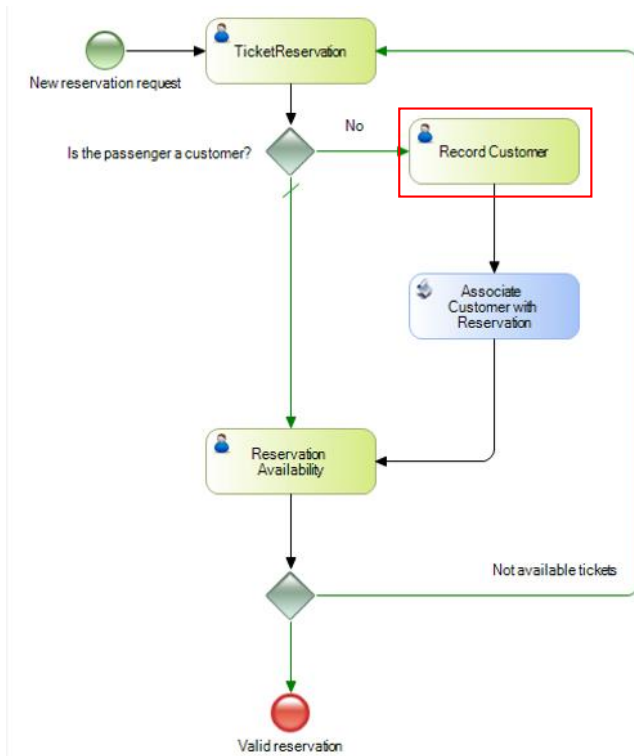 TicketReservation
New reservation request
No
Is the passenger a customer?
Record Customer
Associate
Customer with
Reservation
Reservation
Availability
Not available tickets
Valid reservation